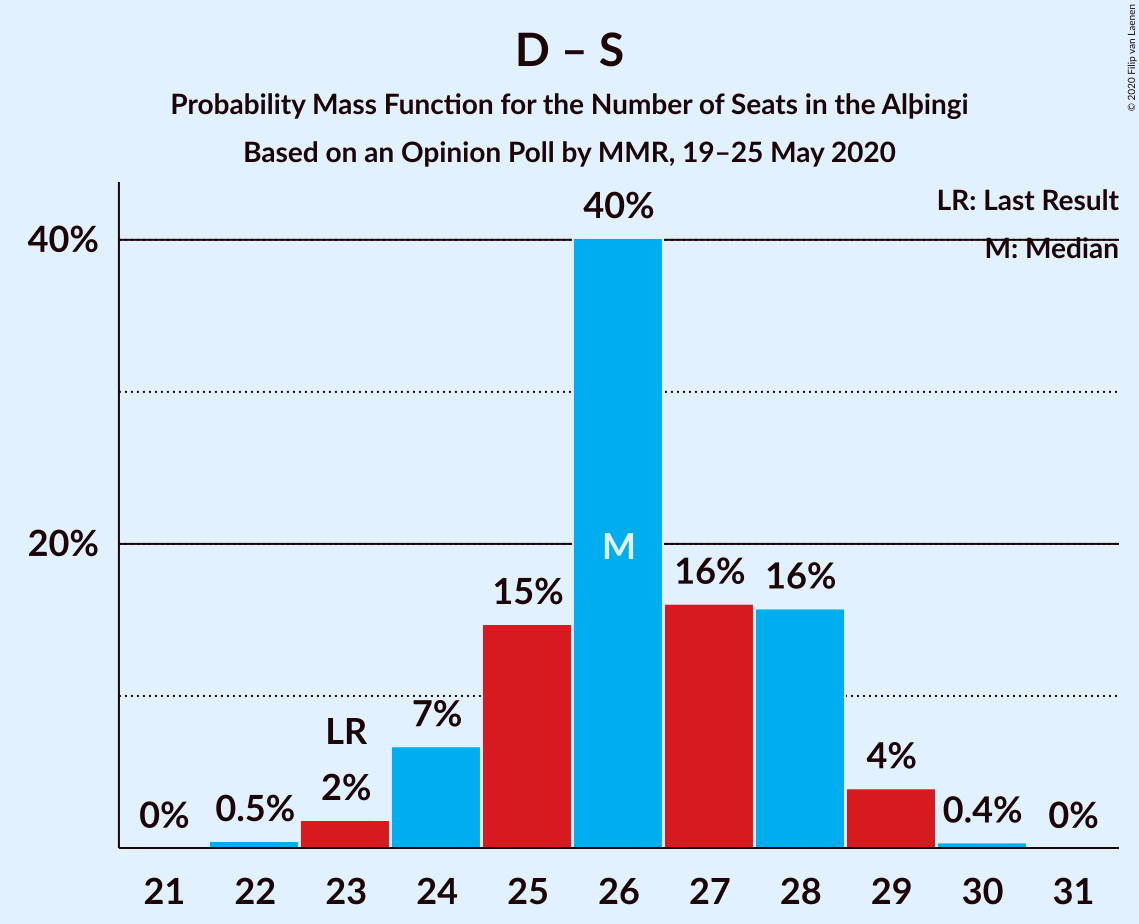 D – S
Probability Mass Function for the Number of Seats in the Alþingi
Based on an Opinion Poll by MMR, 19–25 May 2020
© 2020 Filip van Laenen
LR: Last Result
M: Median
40%
20%
0%
0.5%
LR
2%
7%
15%
40%
M
16%
16%
4%
0.4%
0%
21 22 23 24 25 26 27 28 29 30 31